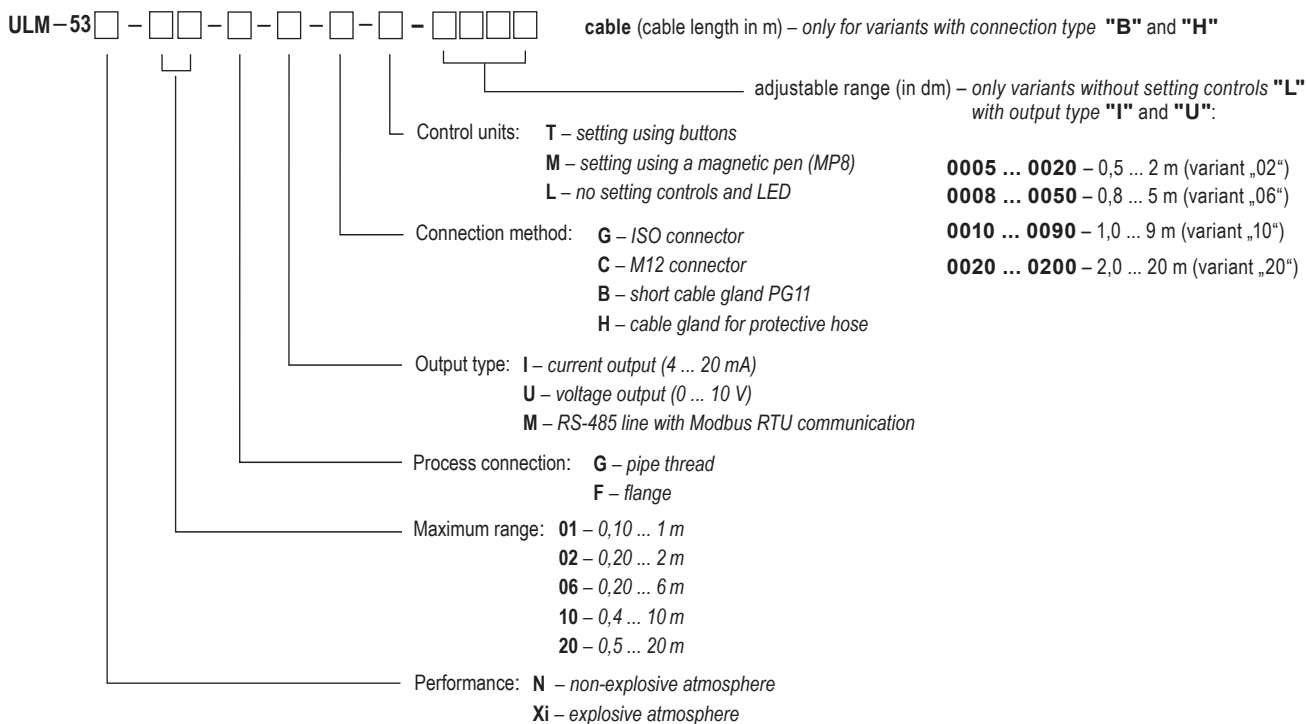 ULM–53□ – □□ – □ – □ – □ – □ – □□□□ cable (cable length in m) – only for variants with connection type "B" and "H"
adjustable range (in dm) – only variants without setting controls "L"
with output type "I" and "U":
0005 ... 0020 – 0,5 ... 2 m (variant „02“)
0008 ... 0050 – 0,8 ... 5 m (variant „06“)
0010 ... 0090 – 1,0 ... 9 m (variant „10“)
0020 ... 0200 – 2,0 ... 20 m (variant „20“)
Control units: T – setting using buttons
M – setting using a magnetic pen (MP8)
L – no setting controls and LED
Connection method: G – ISO connector
C – M12 connector
B – short cable gland PG11
H – cable gland for protective hose
Output type: I – current output (4 ... 20 mA)
U – voltage output (0 ... 10 V)
M – RS-485 line with Modbus RTU communication
Process connection: G – pipe thread
F – flange
Maximum range: 01 – 0,10 ... 1 m
02 – 0,20 ... 2 m
06 – 0,20 ... 6 m
10 – 0,4 ... 10 m
20 – 0,5 ... 20 m
Performance: N – non-explosive atmosphere
Xi – explosive atmosphere